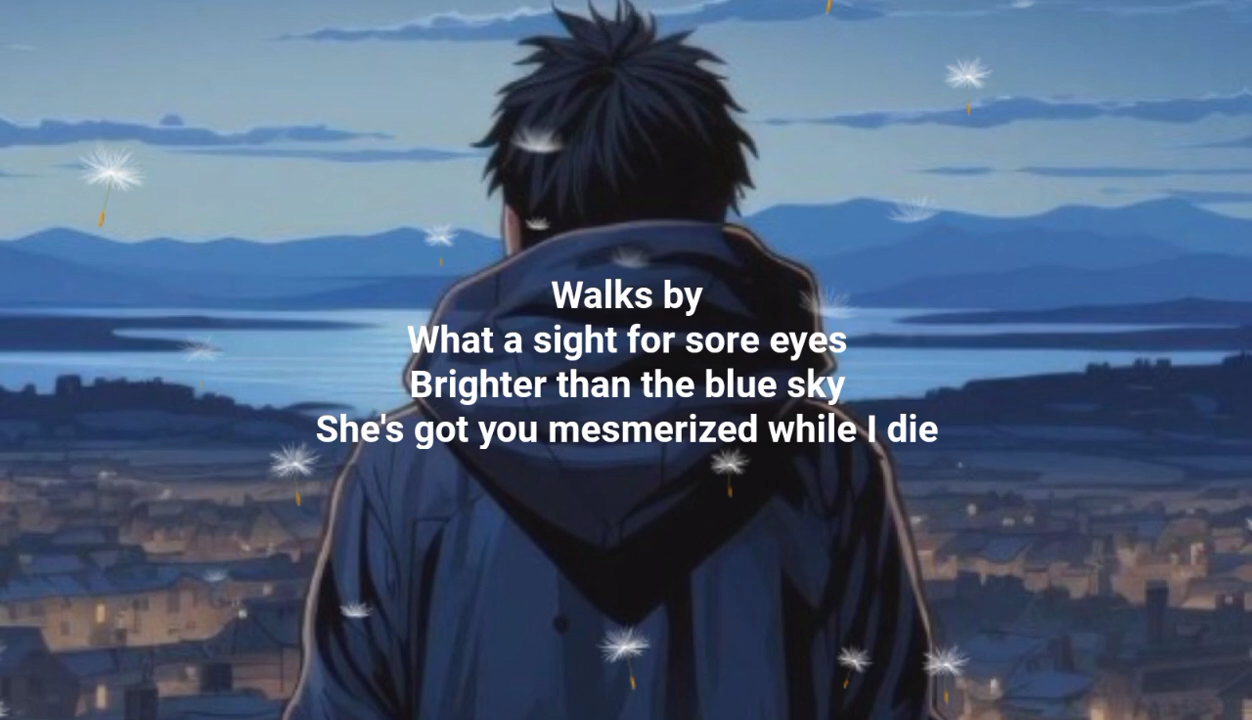 Walks by
What a sight for sore eyes
Brighter than the blue sky
She's got you mesmerized while I die